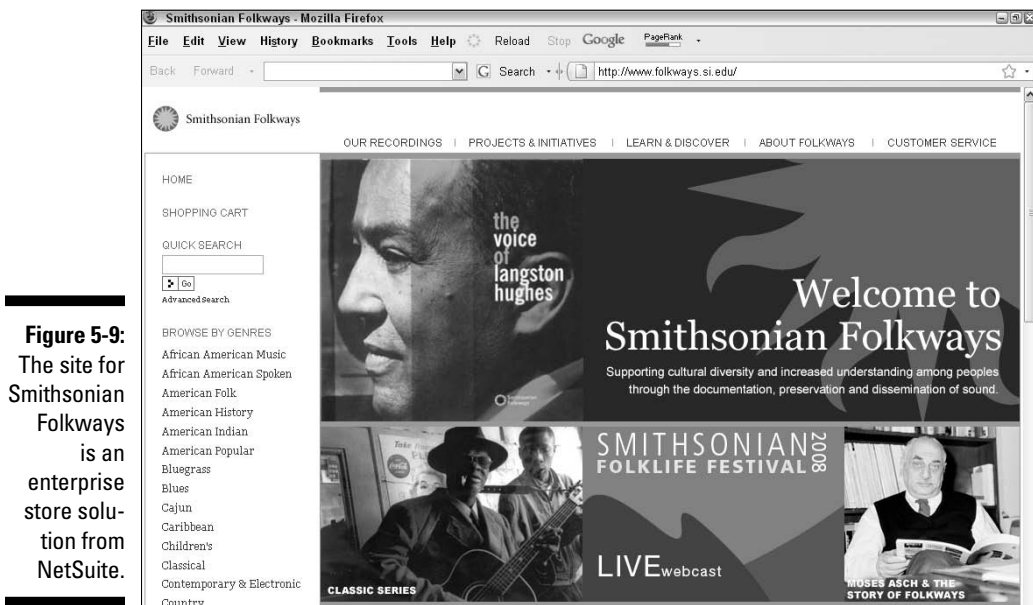 Smithsonian Folkways - Mozilla Firefox
File Edit View History Bookmarks Tools Help Reload Stop Google PageRank
Back Forward G Search http://www.folkways.si.edu/
Smithsonian Folkways
OUR RECORDINGS | PROJECTS & INITIATIVES | LEARN & DISCOVER | ABOUT FOLKWAYS | CUSTOMER SERVICE
HOME
SHOPPING CART
QUICK SEARCH
Go
Advanced Search
BROWSE BY GENRES
African American Music
African American Spoken
American Folk
American History
American Indian
American Popular
Bluegrass
Blues
Cajun
Caribbean
Children's
Classical
Contemporary & Electronic
Country
the
voice
of
langston
hughes
Smithsonian
Folkways
Welcome to
Smithsonian Folkways
Supporting cultural diversity and increased understanding among peoples
through the documentation, preservation and dissemination of sound.
CLASSIC SERIES
SMITHSONIAN
FOLKLIFE FESTIVAL 2008
LIVE webcast
MOSES ASCH & THE
STORY OF FOLKWAYS
Figure 5-9:
The site for
Smithsonian
Folkways
is an
enterprise
store solu-
tion from
NetSuite.